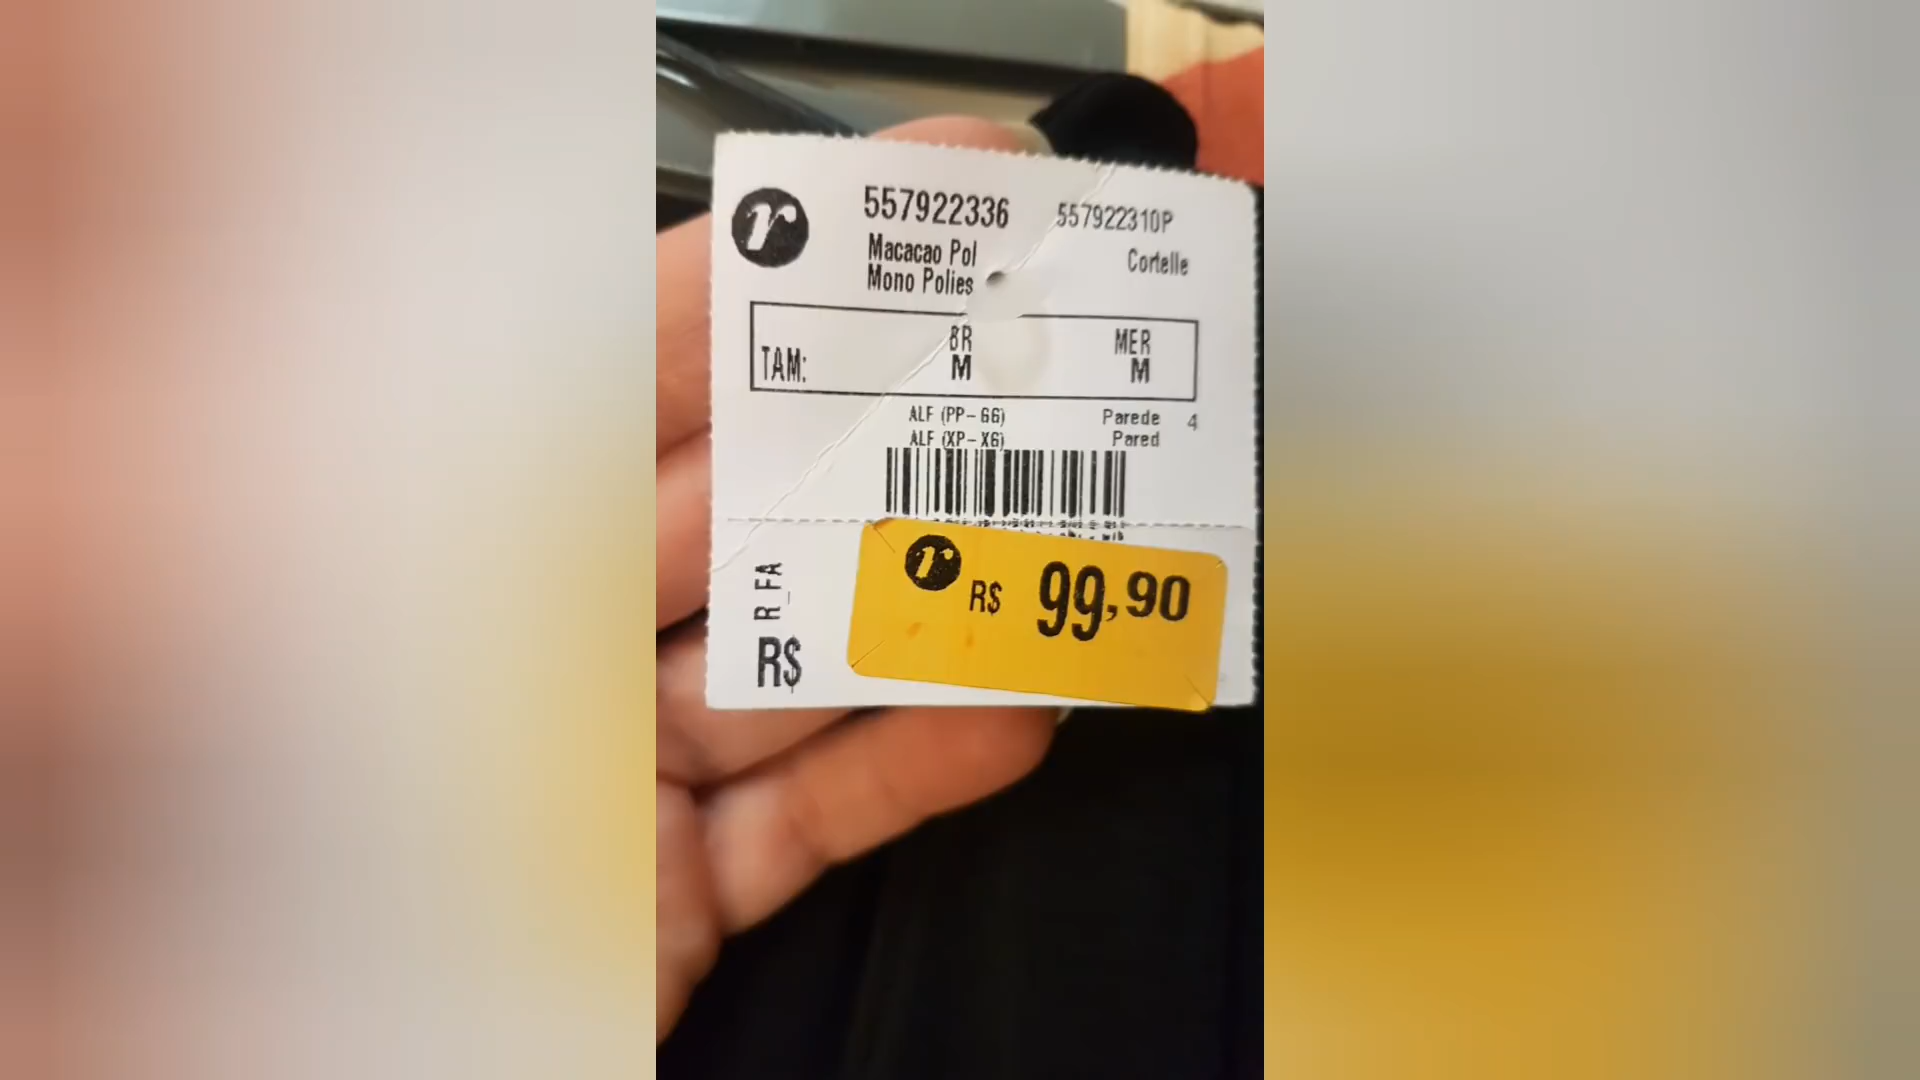 r
557922336 557922310P
Macacao Pol Cortelle
Mono Polies
BR MER
TAM: M M
ALF (PP-GG) Parede 4
ALF (XP-XG) Pared
R_FA
R$
r R$ 99,90